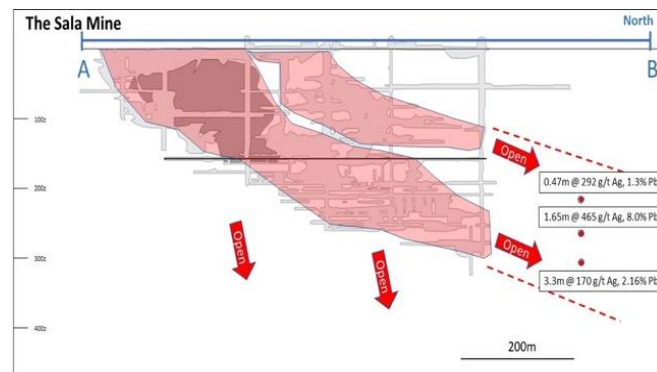 The Sala Mine
North
A
B
100z
Open
0.47m @ 292 g/t Ag, 1.3% Pb
200z
1.65m @ 465 g/t Ag, 8.0% Pb
Open
Open
Open
300z
3.3m @ 170 g/t Ag, 2.16% Pb
400z
200m